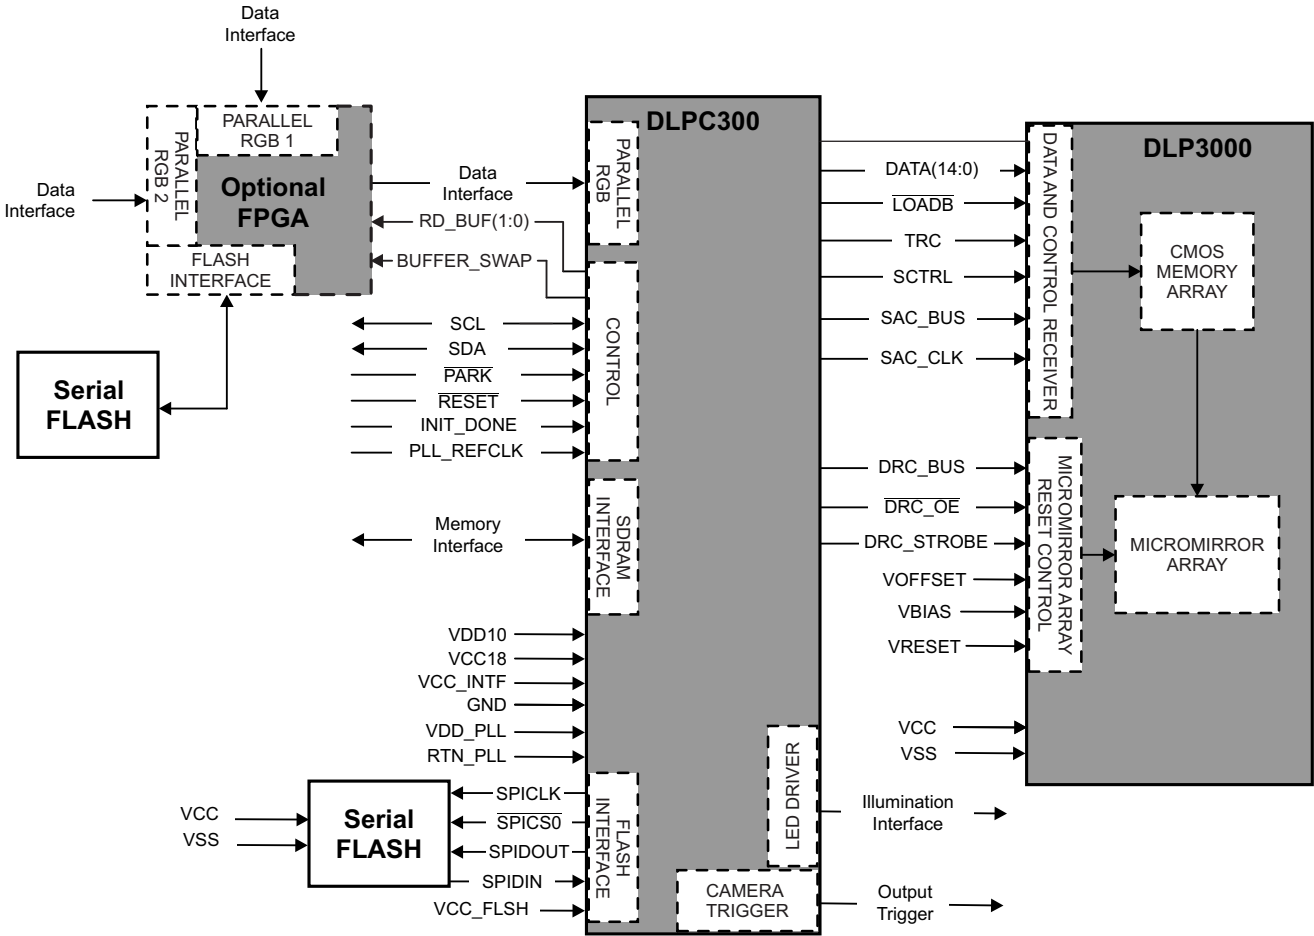 Data
Interface
PARALLEL
RGB 1
PARALLEL
RGB 2
Optional
FPGA
Data
Interface
FLASH
INTERFACE
Serial
FLASH
Data
Interface
RD_BUF(1:0)
BUFFER_SWAP
SCL
SDA
PARK
RESET
INIT_DONE
PLL_REFCLK
Memory
Interface
VDD10
VCC18
VCC_INTF
GND
VDD_PLL
RTN_PLL
VCC
VSS
Serial
FLASH
SPICLK
SPICS0
SPIDOUT
SPIDIN
VCC_FLSH
DLPC300
PARALLEL
RGB
CONTROL
SDRAM
INTERFACE
FLASH
INTERFACE
LED DRIVER
CAMERA
TRIGGER
DATA(14:0)
LOADB
TRC
SCTRL
SAC_BUS
SAC_CLK
DRC_BUS
DRC_OE
DRC_STROBE
VOFFSET
VBIAS
VRESET
VCC
VSS
Illumination
Interface
Output
Trigger
DLP3000
DATA AND CONTROL RECEIVER
CMOS
MEMORY
ARRAY
MICROMIRROR ARRAY
RESET CONTROL
MICROMIRROR
ARRAY